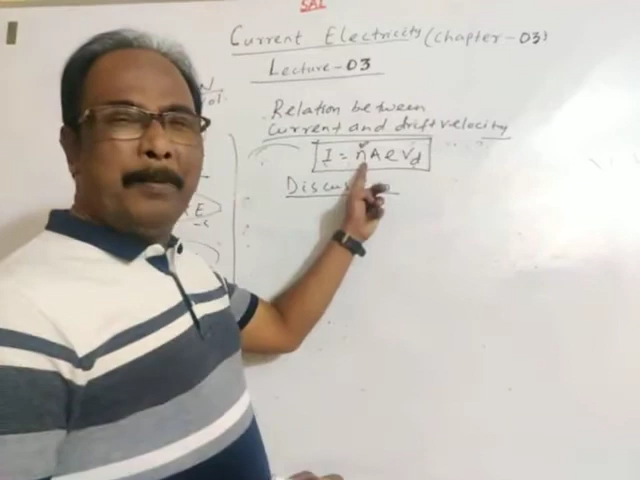 SAI
Current Electricity (Chapter-03)
Lecture-03
Relation between
current and drift velocity
I = nAeVd